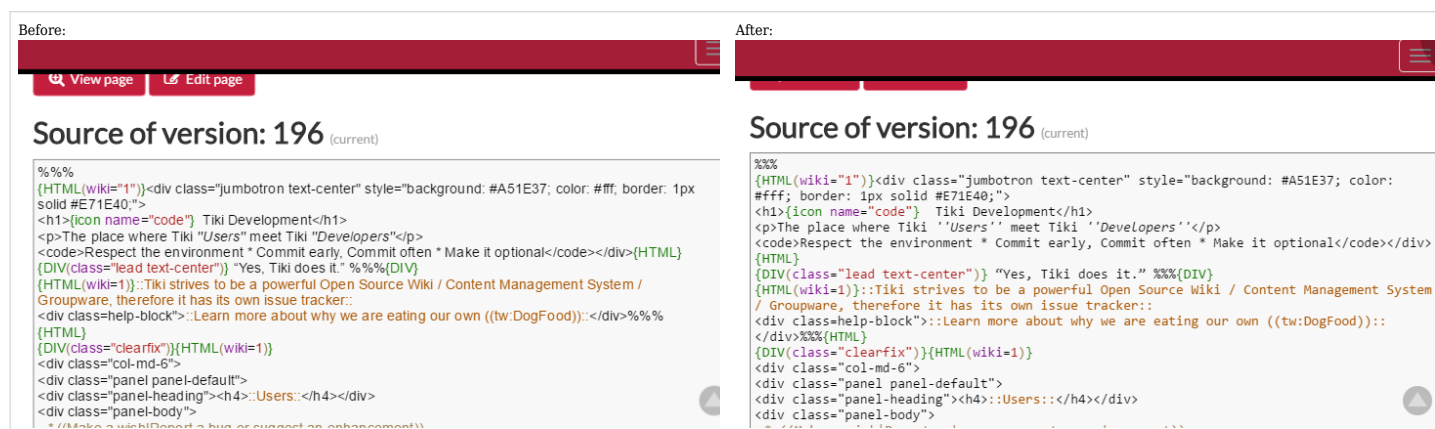 Before:
View page Edit page
Source of version: 196 (current)
%%%
{HTML(wiki="1")}<div class="jumbotron text-center" style="background: #A51E37; color: #fff; border: 1px
solid #E71E40;">
<h1>{icon name="code"}  Tiki Development</h1>
<p>The place where Tiki ''Users'' meet Tiki ''Developers''</p>
<code>Respect the environment * Commit early, Commit often * Make it optional</code></div>{HTML}
{DIV(class="lead text-center")} “Yes, Tiki does it.” %%%{DIV}
{HTML(wiki=1)}::Tiki strives to be a powerful Open Source Wiki / Content Management System /
Groupware, therefore it has its own issue tracker::
<div class=help-block">::Learn more about why we are eating our own ((tw:DogFood))::</div>%%%
{HTML}
{DIV(class="clearfix")}{HTML(wiki=1)}
<div class="col-md-6">
<div class="panel panel-default">
<div class="panel-heading"><h4>::Users::</h4></div>
<div class="panel-body">
* ((Make a wish|Report a bug or suggest an enhancement))
After:
Source of version: 196 (current)
%%%
{HTML(wiki="1")}<div class="jumbotron text-center" style="background: #A51E37; color:
#fff; border: 1px solid #E71E40;">
<h1>{icon name="code"}  Tiki Development</h1>
<p>The place where Tiki ''Users'' meet Tiki ''Developers''</p>
<code>Respect the environment * Commit early, Commit often * Make it optional</code></div>
{HTML}
{DIV(class="lead text-center")} “Yes, Tiki does it.” %%%{DIV}
{HTML(wiki=1)}::Tiki strives to be a powerful Open Source Wiki / Content Management System
/ Groupware, therefore it has its own issue tracker::
<div class=help-block">::Learn more about why we are eating our own ((tw:DogFood))::
</div>%%%{HTML}
{DIV(class="clearfix")}{HTML(wiki=1)}
<div class="col-md-6">
<div class="panel panel-default">
<div class="panel-heading"><h4>::Users::</h4></div>
<div class="panel-body">